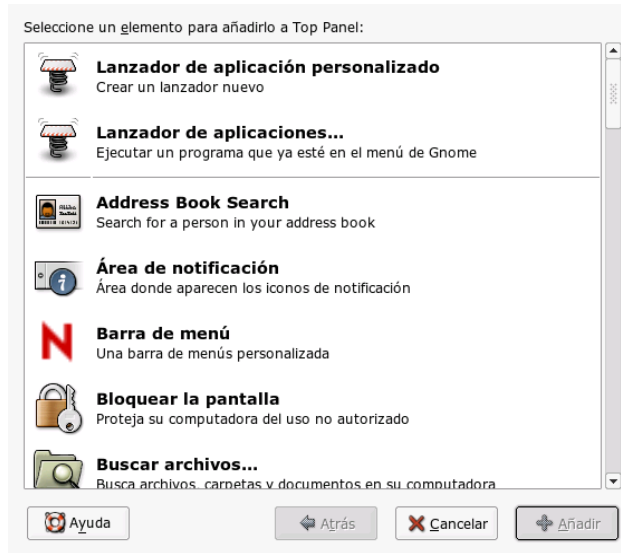 Seleccione un elemento para añadirlo a Top Panel:
Lanzador de aplicación personalizado
Crear un lanzador nuevo
Lanzador de aplicaciones...
Ejecutar un programa que ya esté en el menú de Gnome
Address Book Search
Search for a person in your address book
Área de notificación
Área donde aparecen los iconos de notificación
Barra de menú
Una barra de menús personalizada
Bloquear la pantalla
Proteja su computadora del uso no autorizado
Buscar archivos...
Busca archivos, carpetas y documentos en su computadora
Ayuda
Atrás
Cancelar
Añadir